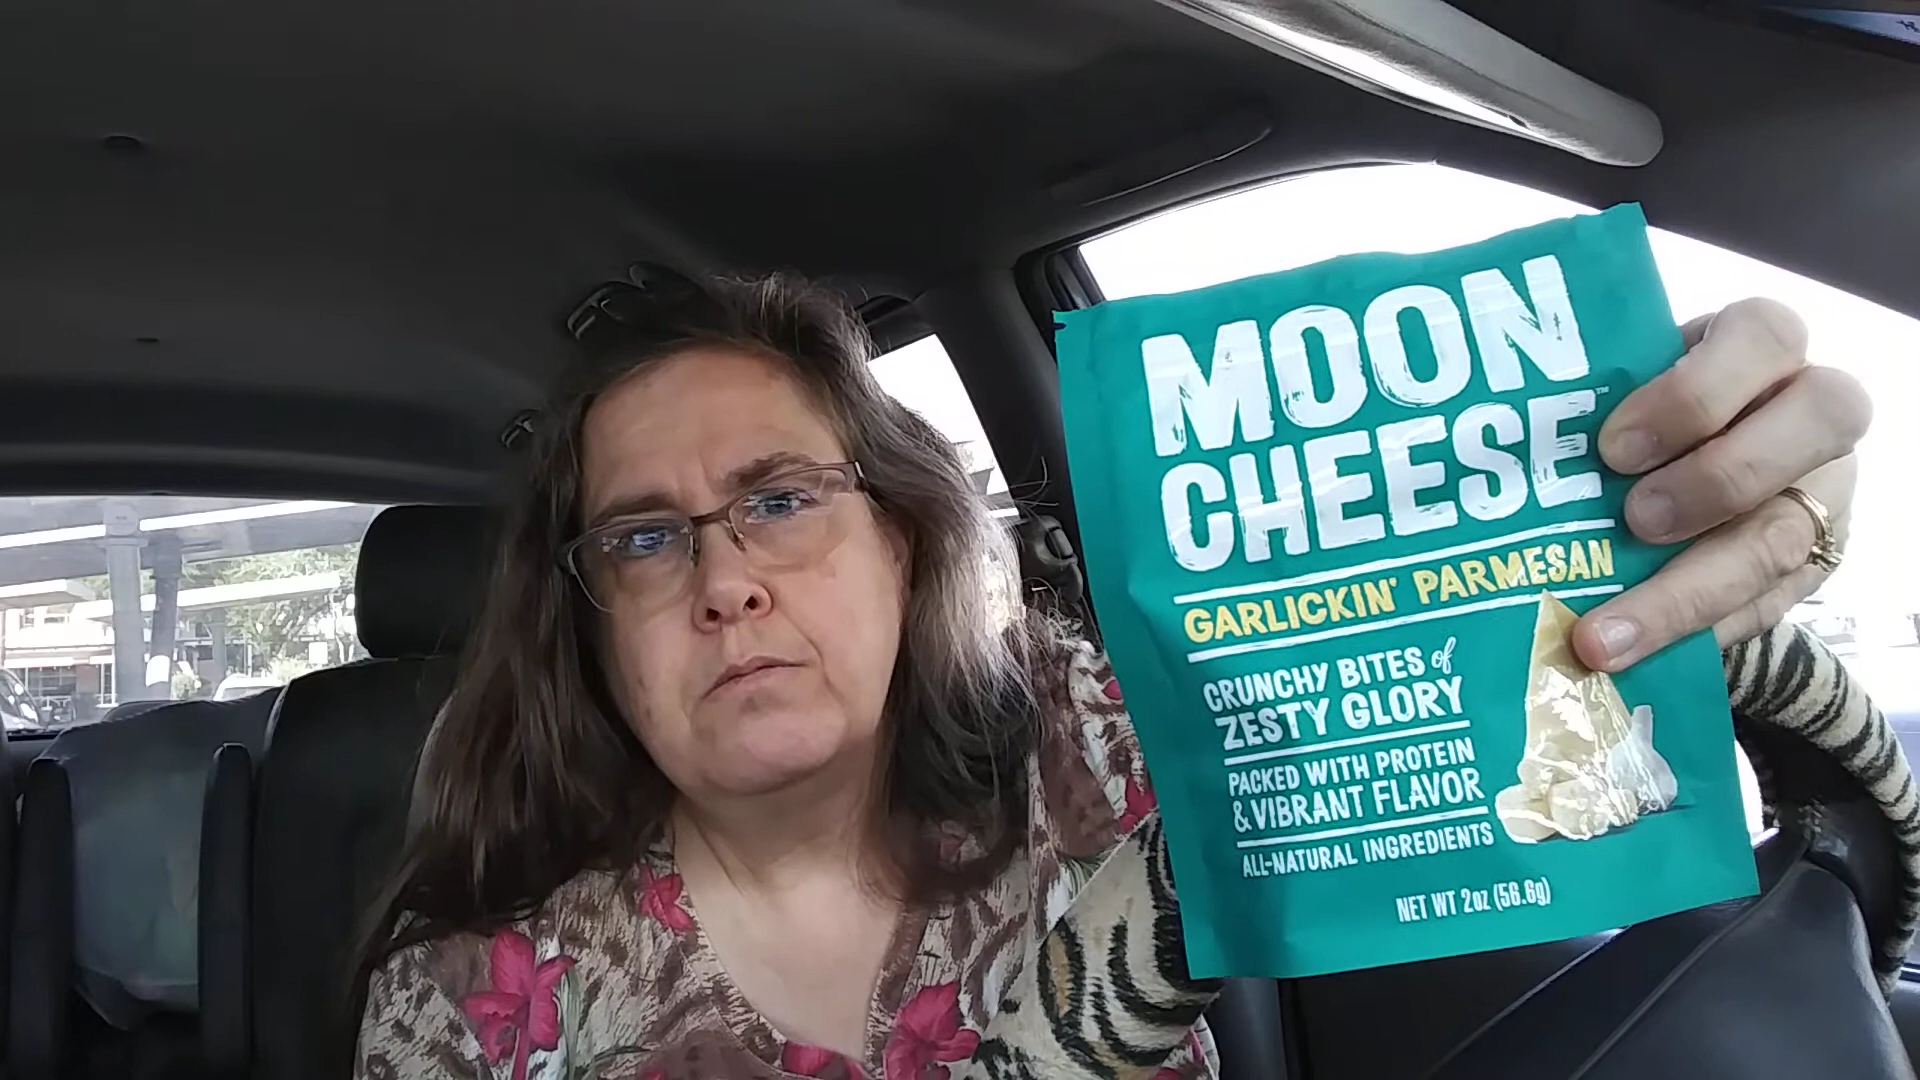 MOON
CHEESE™
GARLICKIN' PARMESAN
CRUNCHY BITES of
ZESTY GLORY
PACKED WITH PROTEIN
& VIBRANT FLAVOR
ALL-NATURAL INGREDIENTS
NET WT 2oz (56.6g)